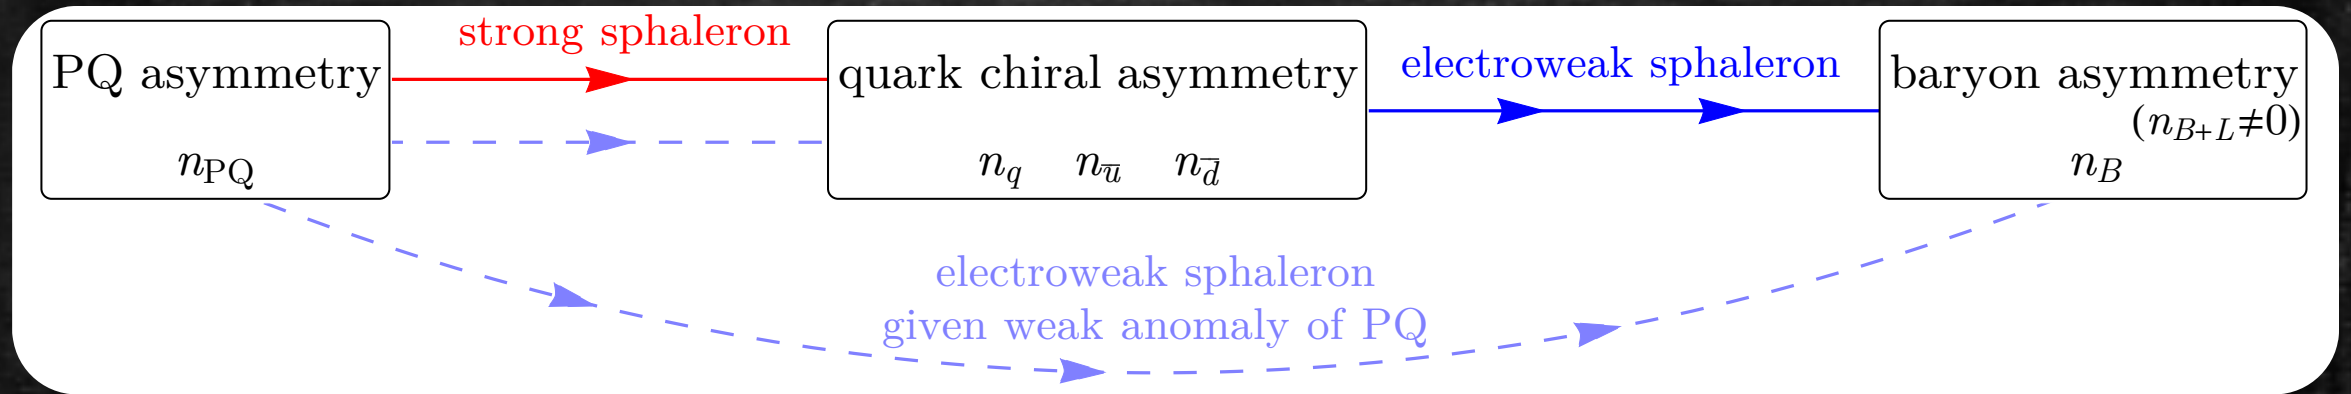 strong sphaleron
PQ asymmetry
n_PQ
quark chiral asymmetry
n_q n_ū n_d̄
electroweak sphaleron
baryon asymmetry
(n_{B+L}≠0)
n_B
electroweak sphaleron
given weak anomaly of PQ